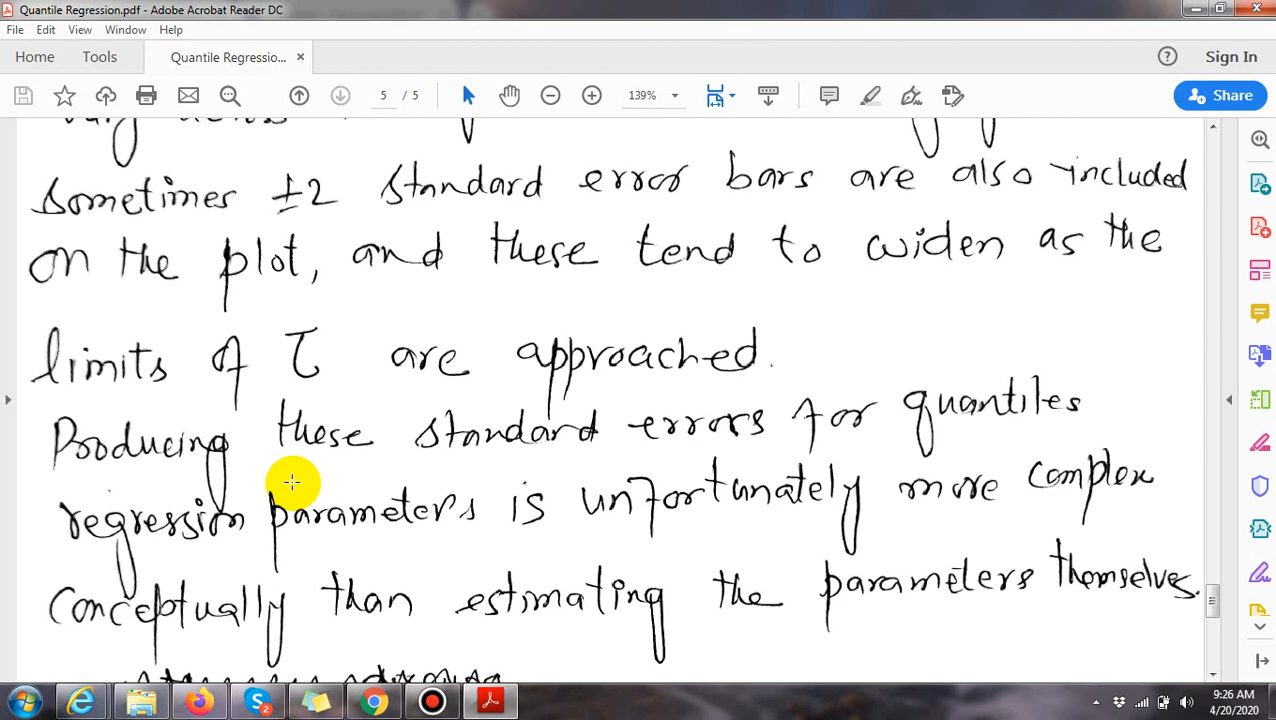 Quantile Regression.pdf - Adobe Acrobat Reader DC
File Edit View Window Help
Home Tools Quantile Regressio... ×
5 / 5 139% Share
Sign In
vary across
Sometimes ±2 standard error bars are also included
on the plot, and these tend to widen as the
limits of τ are approached.
Producing these standard errors for quantiles
regression parameters is unfortunately more complex
conceptually than estimating the parameters themselves.
9:26 AM
4/20/2020